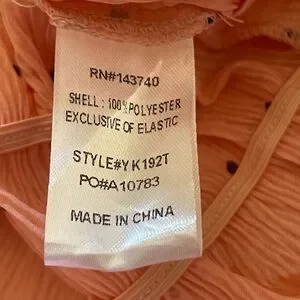 RN#143740
SHELL: 100%POLYESTER
EXCLUSIVE OF ELASTIC
STYLE#YK192T
PO#A10783
MADE IN CHINA